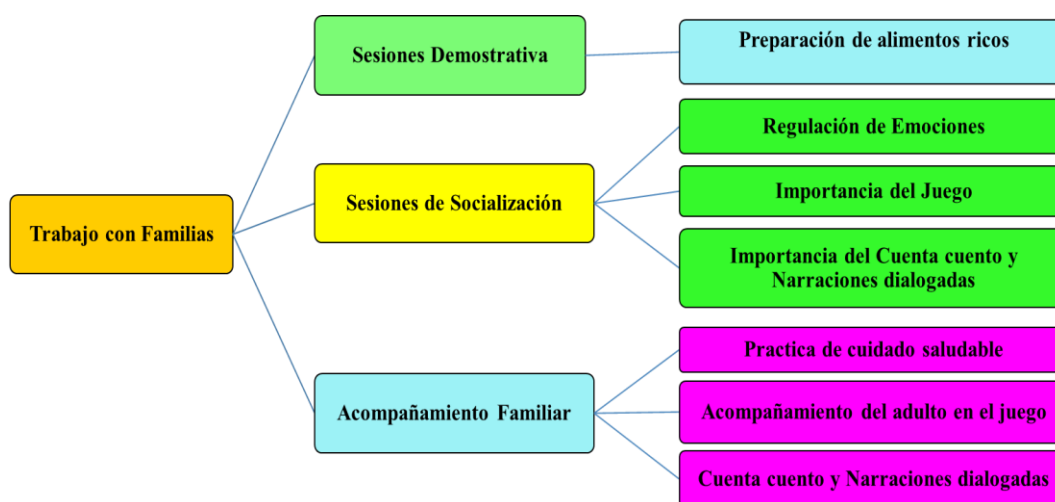 Trabajo con Familias
Sesiones Demostrativa
Preparación de alimentos ricos
Sesiones de Socialización
Regulación de Emociones
Importancia del Juego
Importancia del Cuenta cuento y
Narraciones dialogadas
Acompañamiento Familiar
Practica de cuidado saludable
Acompañamiento del adulto en el juego
Cuenta cuento y Narraciones dialogadas